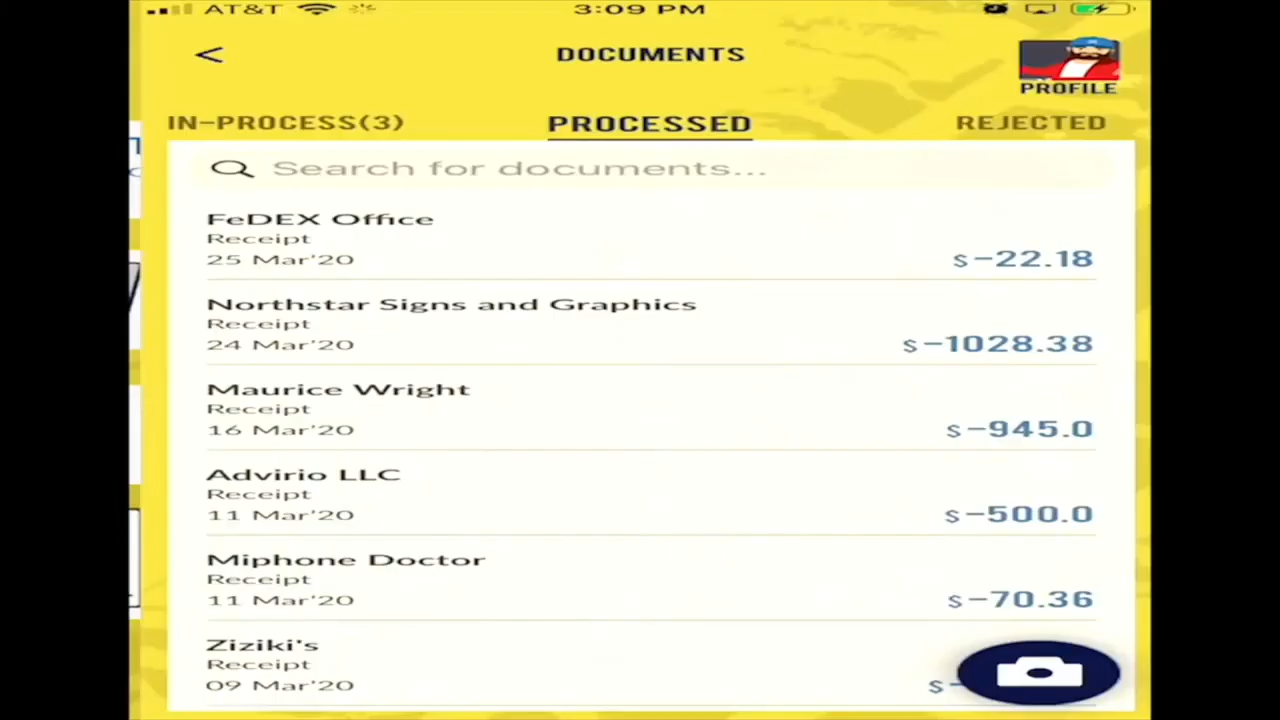 AT&T 3:09 PM
<
DOCUMENTS
PROFILE
IN-PROCESS(3) PROCESSED REJECTED
Search for documents...
FeDEX Office
Receipt
25 Mar'20
$-22.18
Northstar Signs and Graphics
Receipt
24 Mar'20
$-1028.38
Maurice Wright
Receipt
16 Mar'20
$-945.0
Advirio LLC
Receipt
11 Mar'20
$-500.0
Miphone Doctor
Receipt
11 Mar'20
$-70.36
Ziziki's
Receipt
09 Mar'20
$-